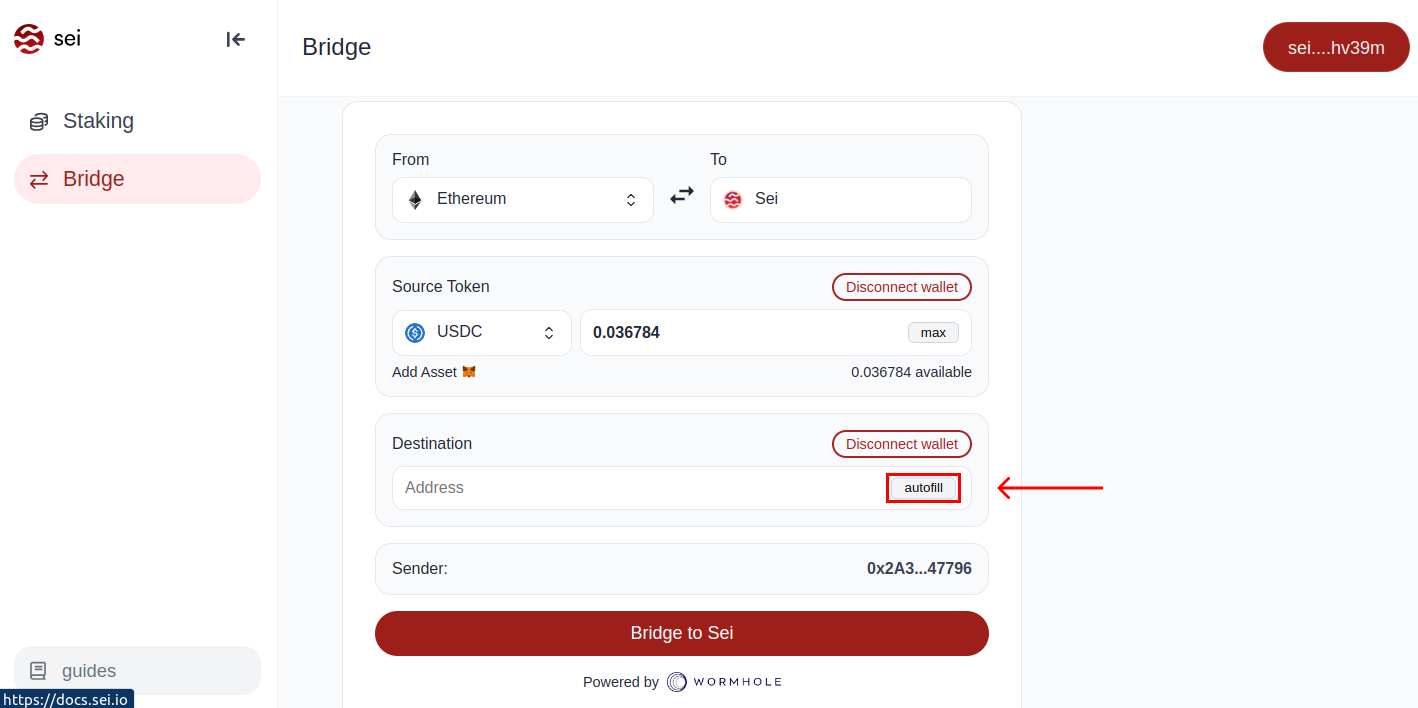 sei
Staking
Bridge
guides
https://docs.sei.io
Bridge
sei....hv39m
From
To
Ethereum
Sei
Source Token
Disconnect wallet
USDC
0.036784
max
Add Asset
0.036784 available
Destination
Disconnect wallet
Address
autofill
Sender:
0x2A3...47796
Bridge to Sei
Powered by WORMHOLE